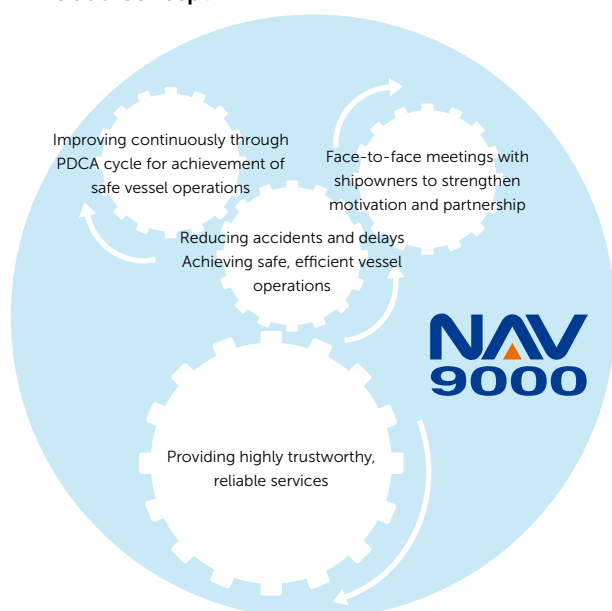 Improving continuously through
PDCA cycle for achievement of
safe vessel operations
Face-to-face meetings with
shipowners to strengthen
motivation and partnership
Reducing accidents and delays
Achieving safe, efficient vessel
operations
NAV
9000
Providing highly trustworthy,
reliable services